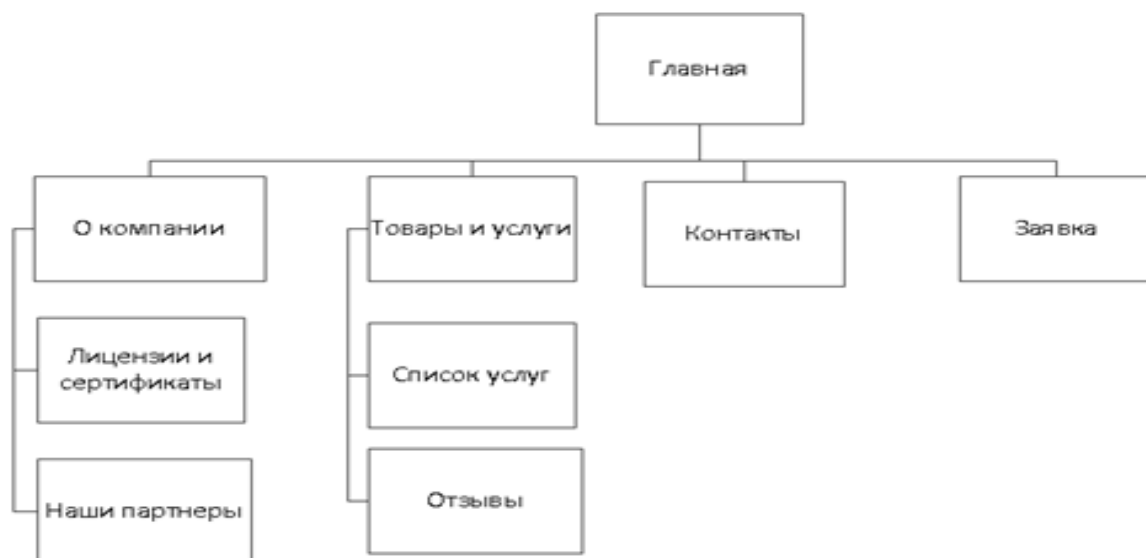 Главная
О компании
Товары и услуги
Контакты
Заявка
Лицензии и
сертификаты
Список услуг
Наши партнеры
Отзывы